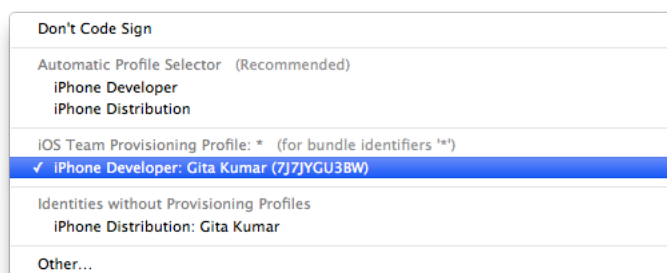 Don't Code Sign
Automatic Profile Selector (Recommended)
iPhone Developer
iPhone Distribution
iOS Team Provisioning Profile: * (for bundle identifiers '*')
✓ iPhone Developer: Gita Kumar (7J7JYGU3BW)
Identities without Provisioning Profiles
iPhone Distribution: Gita Kumar
Other...